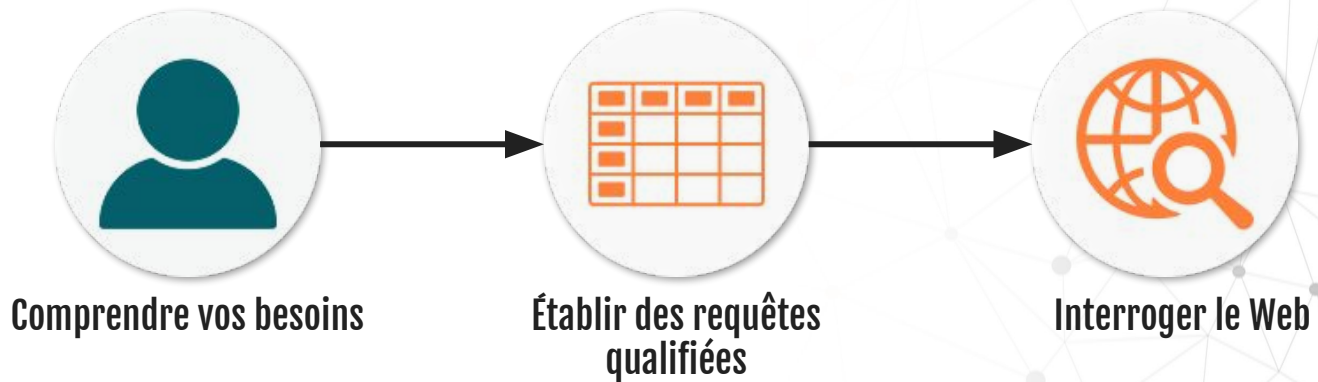 Comprendre vos besoins
Établir des requêtes
qualifiées
Interroger le Web